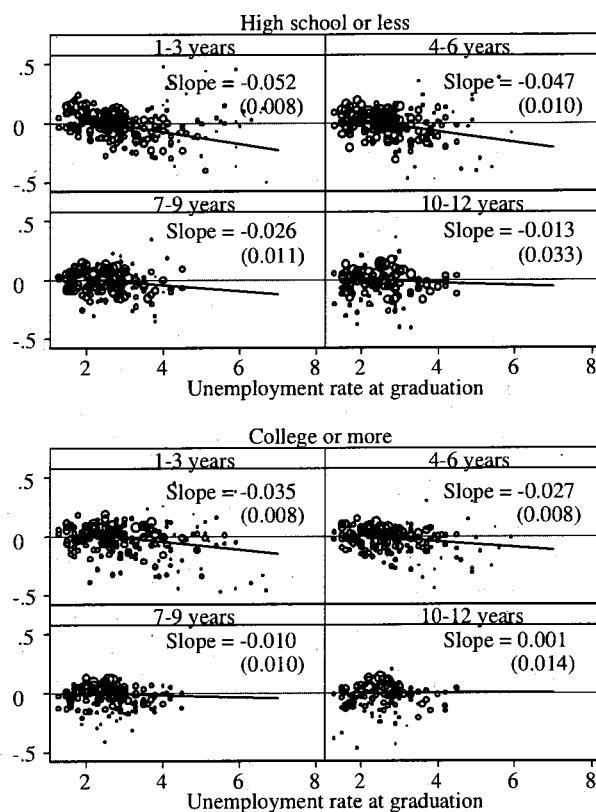 High school or less
1-3 years 4-6 years
.5 Slope = -0.052 Slope = -0.047
(0.008) (0.010)
0
-.5
7-9 years 10-12 years
.5 Slope = -0.026 Slope = -0.013
(0.011) (0.033)
0
-.5
2 4 6 8 2 4 6 8
Unemployment rate at graduation
College or more
1-3 years 4-6 years
.5 Slope = -0.035 Slope = -0.027
(0.008) (0.008)
0
-.5
7-9 years 10-12 years
.5 Slope = -0.010 Slope = 0.001
(0.010) (0.014)
0
-.5
2 4 6 8 2 4 6 8
Unemployment rate at graduation